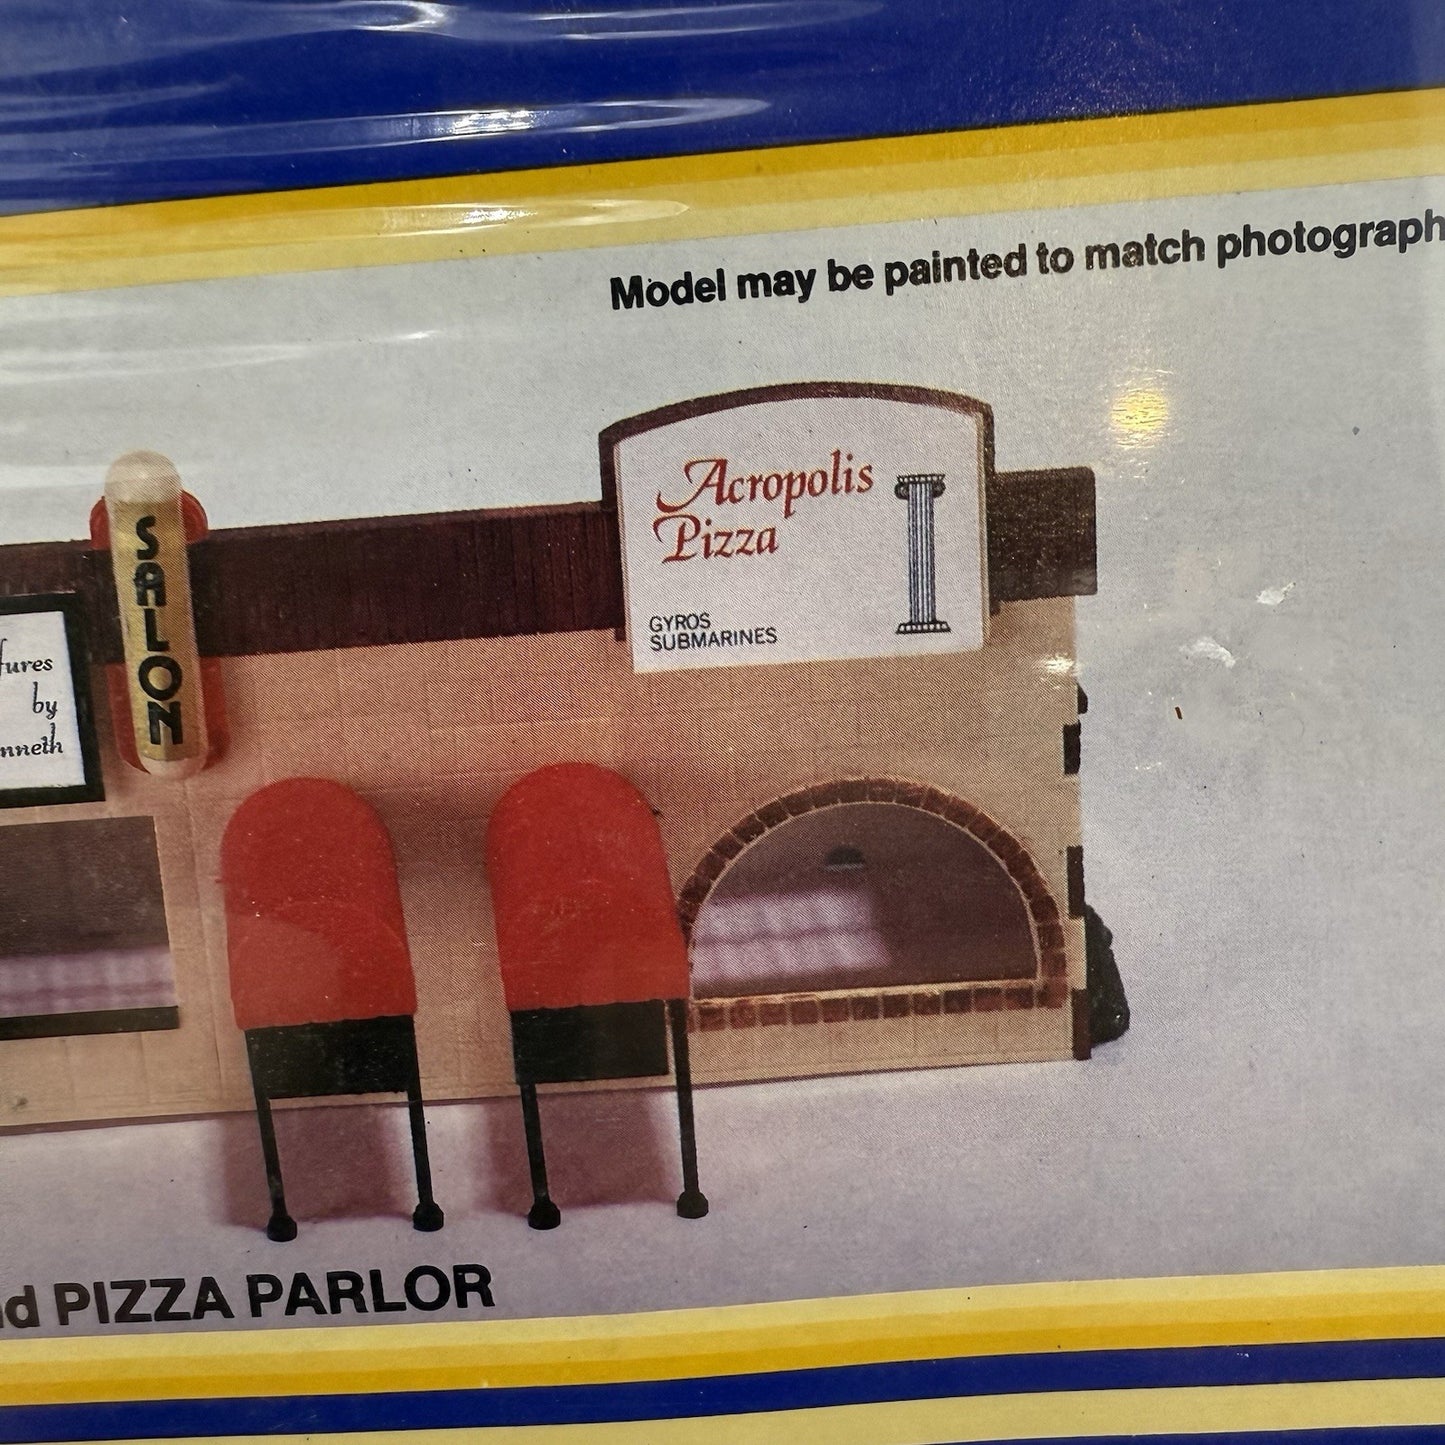 Model may be painted to match photograph
Acropolis
Pizza
GYROS
SUBMARINES
SALON
by
PIZZA PARLOR